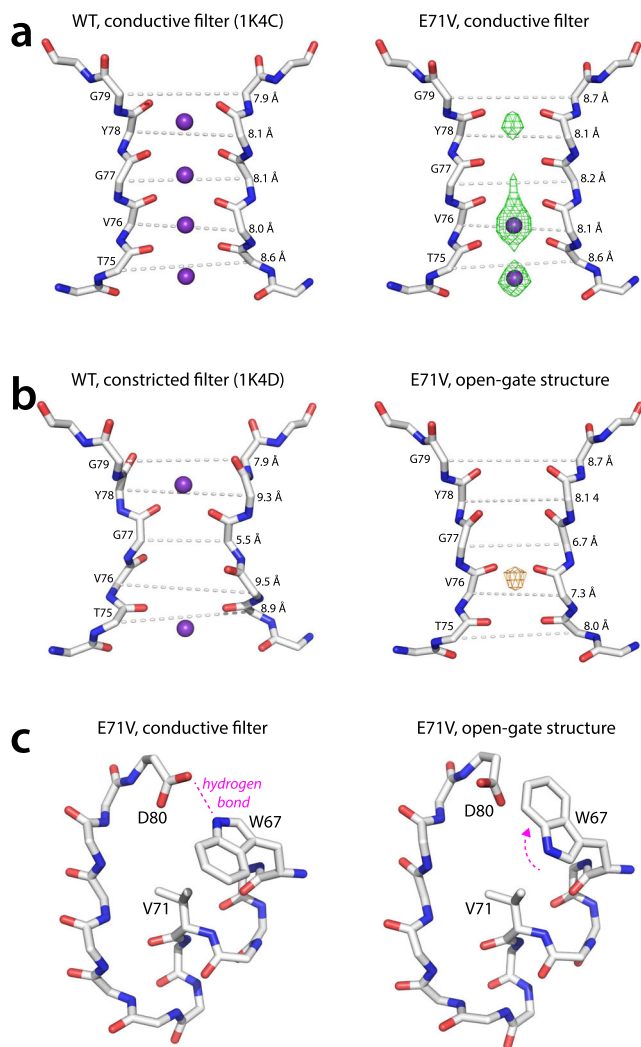 a
WT, conductive filter (1K4C)
G79
7.9 Å
Y78
8.1 Å
G77
8.1 Å
V76
8.0 Å
T75
8.6 Å
E71V, conductive filter
G79
8.7 Å
Y78
8.1 Å
G77
8.2 Å
V76
8.1 Å
T75
8.6 Å
b
WT, constricted filter (1K4D)
G79
7.9 Å
Y78
9.3 Å
G77
5.5 Å
V76
9.5 Å
T75
8.9 Å
E71V, open-gate structure
G79
8.7 Å
Y78
8.1 4
G77
6.7 Å
V76
7.3 Å
T75
8.0 Å
c
E71V, conductive filter
hydrogen
bond
D80
W67
V71
E71V, open-gate structure
D80
W67
V71